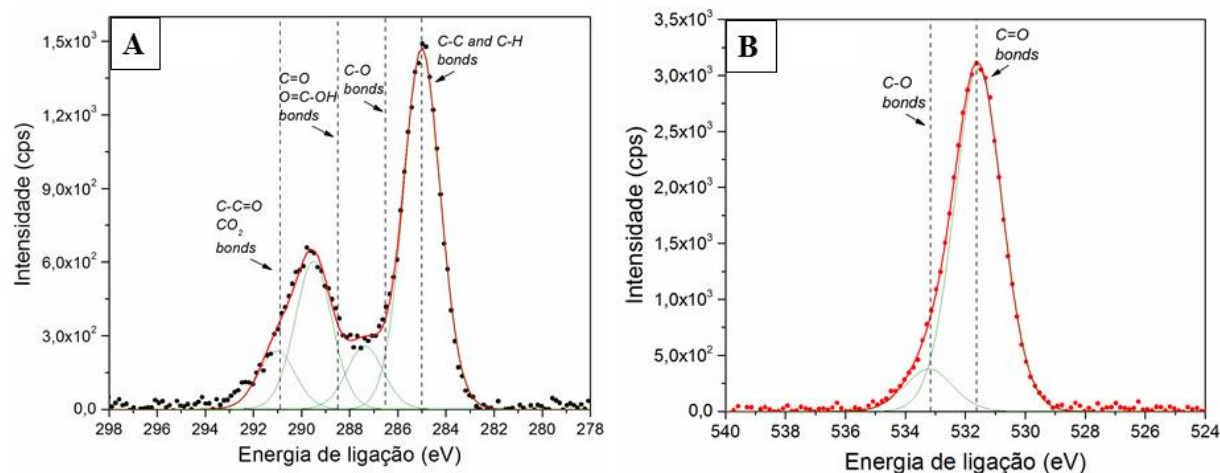 A
1,5x10³
1,2x10³
9,0x10²
6,0x10²
3,0x10²
0,0
Intensidade (cps)
C-C=O
CO₂
bonds
C=O
O=C-OH
bonds
C-O
bonds
C-C and C-H
bonds
298 296 294 292 290 288 286 284 282 280 278
Energia de ligação (eV)
B
3,5x10³
3,0x10³
2,5x10³
2,0x10³
1,5x10³
1,0x10³
5,0x10²
0,0
Intensidade (cps)
C-O
bonds
C=O
bonds
540 538 536 534 532 530 528 526 524
Energia de ligação (eV)